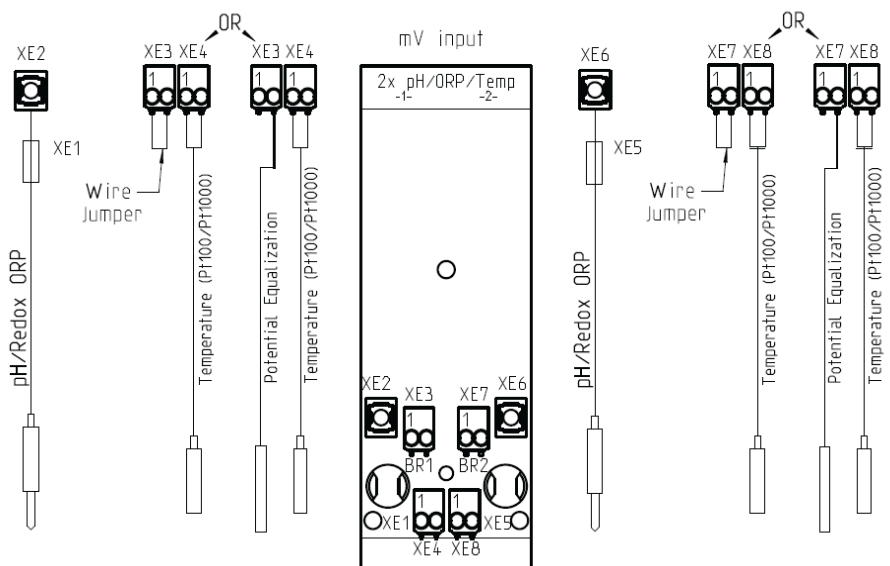 OR
XE2
XE3 XE4
XE3 XE4
XE1
Wire
Jumper
pH/Redox ORP
Temperature (Pt100/Pt1000)
Potential Equalization
Temperature (Pt100/Pt1000)
mV input
2x pH/ORP/Temp
-1- -2-
XE2
XE3
XE7
XE6
1
1
BR1
BR2
1
1
XE1
XE5
XE4
XE8
OR
XE6
XE7 XE8
XE7 XE8
1 1
1 1
1 1
1 1
XE5
Wire
Jumper
pH/Redox ORP
Temperature (Pt100/Pt1000)
Potential Equalization
Temperature (Pt100/Pt1000)